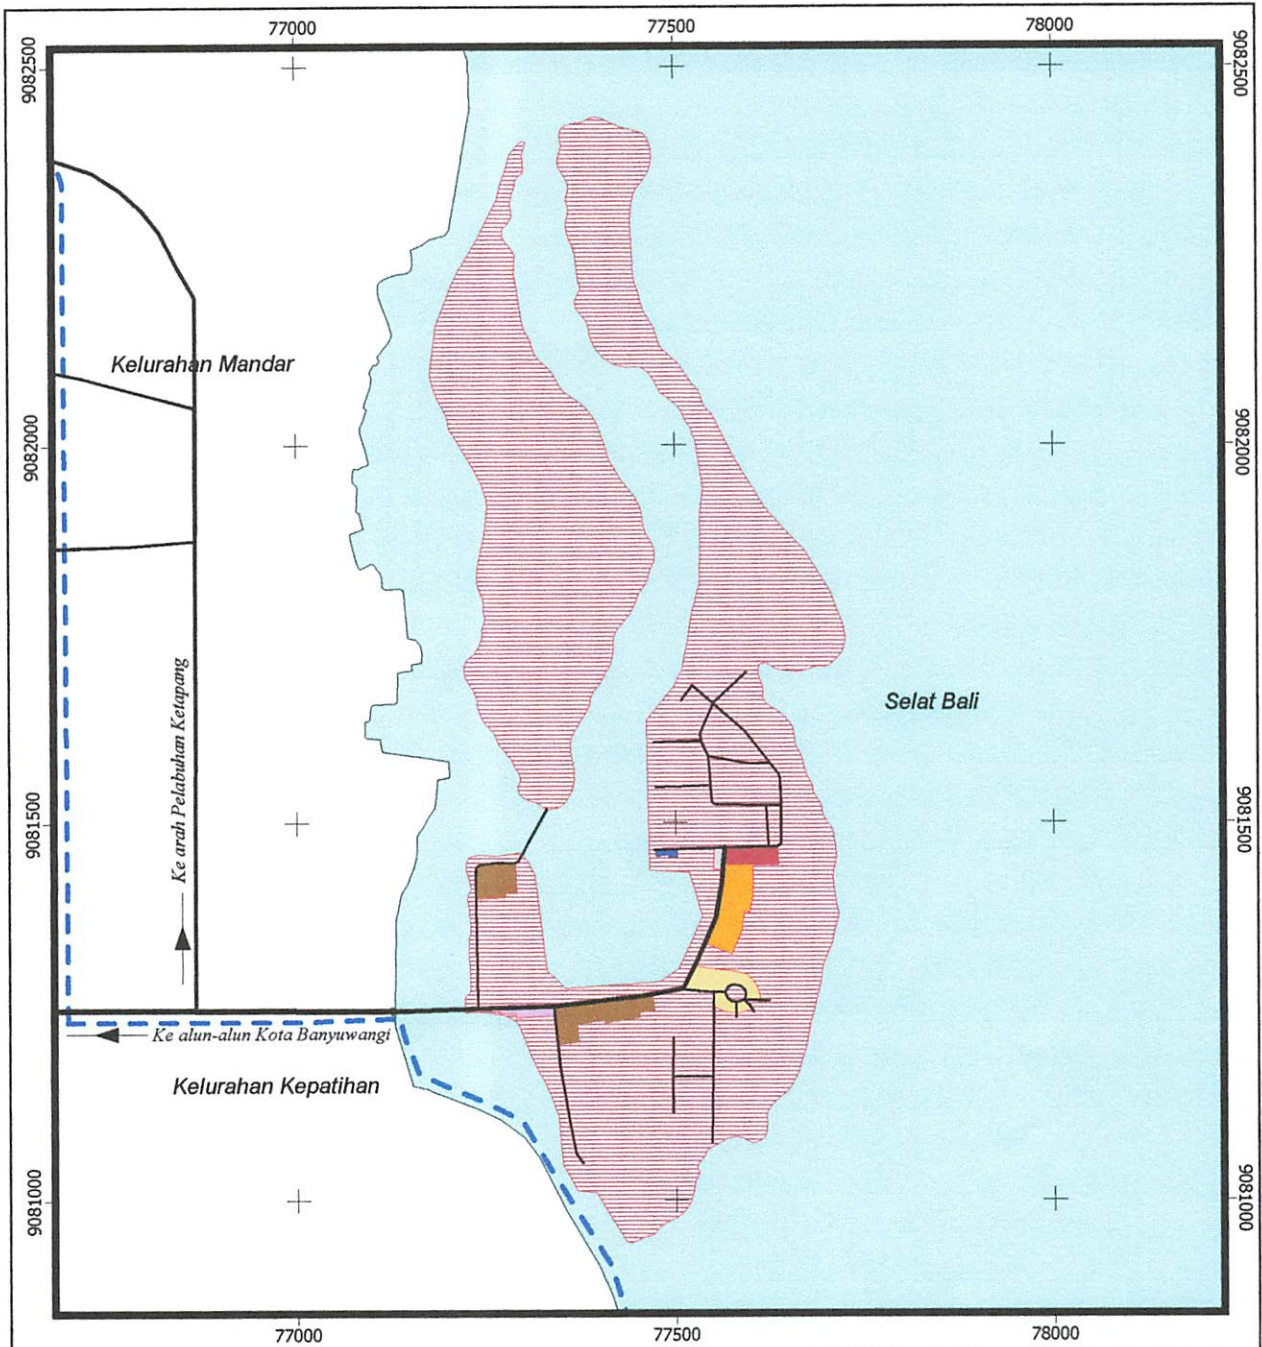 77000 77500 78000
9082500 9082500
Kelurahan Mandar
9082000 9082000
Selat Bali
Ke arah Pelabuhan Ketapang
9081500 9081500
Ke alun-alun Kota Banyuwangi
Kelurahan Kepatihan
9081000 9081000
77000 77500 78000